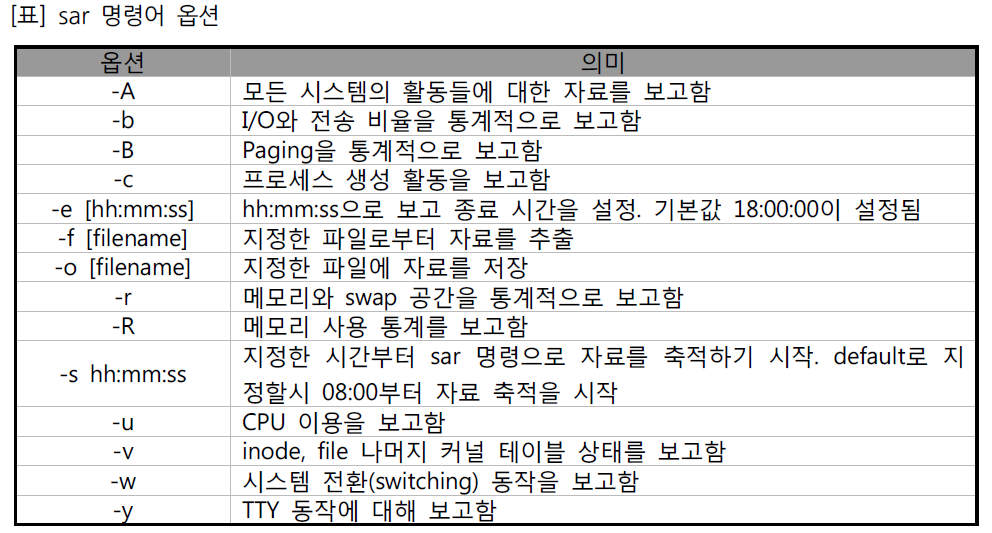 [표] sar 명령어 옵션
옵션 의미
-A 모든 시스템의 활동들에 대한 자료를 보고함
-b I/O와 전송 비율을 통계적으로 보고함
-B Paging을 통계적으로 보고함
-c 프로세스 생성 활동을 보고함
-e [hh:mm:ss] hh:mm:ss으로 보고 종료 시간을 설정. 기본값 18:00:00이 설정됨
-f [filename] 지정한 파일로부터 자료를 추출
-o [filename] 지정한 파일에 자료를 저장
-r 메모리와 swap 공간을 통계적으로 보고함
-R 메모리 사용 통계를 보고함
-s hh:mm:ss 지정한 시간부터 sar 명령으로 자료를 축적하기 시작. default로 지
정할시 08:00부터 자료 축적을 시작
-u CPU 이용을 보고함
-v inode, file 나머지 커널 테이블 상태를 보고함
-w 시스템 전환(switching) 동작을 보고함
-y TTY 동작에 대해 보고함